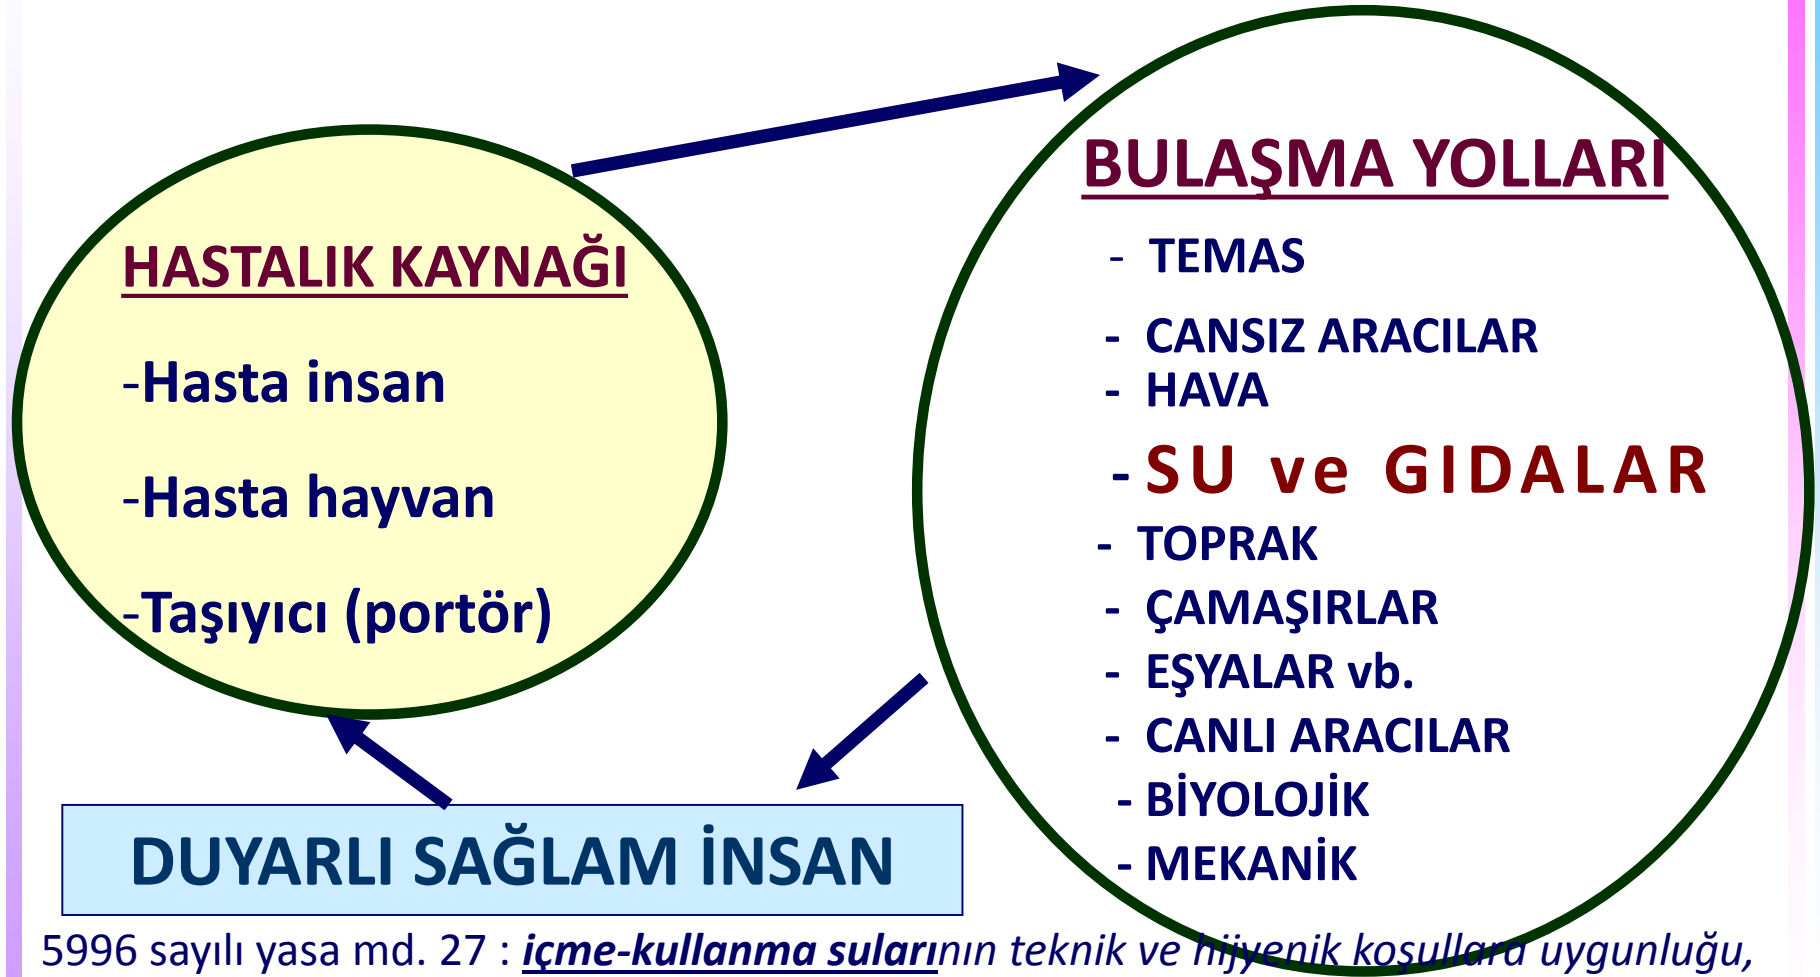 HASTALIK KAYNAĞI
-Hasta insan
-Hasta hayvan
-Taşıyıcı (portör)
BULAŞMA YOLLARI
- TEMAS
- CANSIZ ARACILAR
- HAVA
- SU ve GIDALAR
- TOPRAK
- ÇAMAŞIRLAR
- EŞYALAR vb.
- CANLI ARACILAR
- BİYOLOJİK
- MEKANİK
DUYARLI SAĞLAM İNSAN
5996 sayılı yasa md. 27 : içme-kullanma sularının teknik ve hijyenik koşullara uygunluğu,